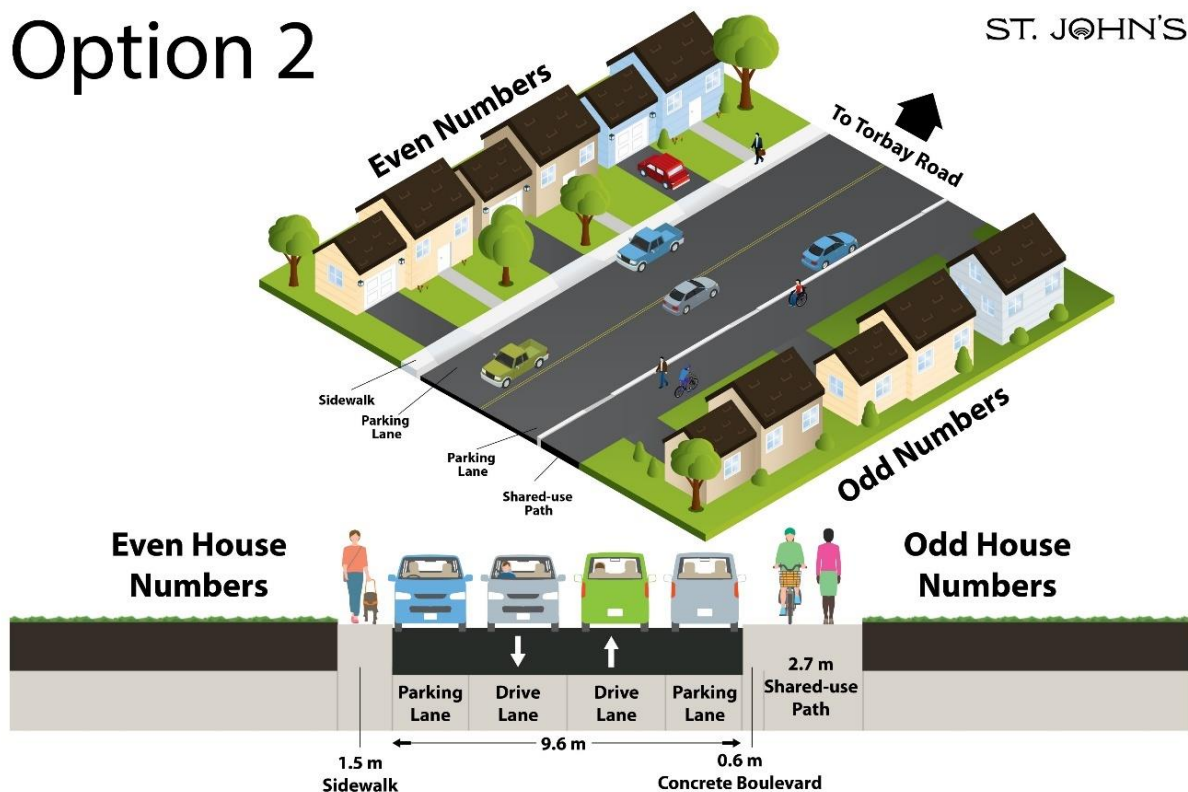 Option 2
ST. JOHN'S
Even Numbers
To Torbay Road
Sidewalk
Parking
Lane
Parking
Lane
Shared-use
Path
Odd Numbers
Even House
Numbers
Odd House
Numbers
Parking
Lane
Drive
Lane
Drive
Lane
Parking
Lane
2.7 m
Shared-use
Path
9.6 m
1.5 m
Sidewalk
0.6 m
Concrete Boulevard